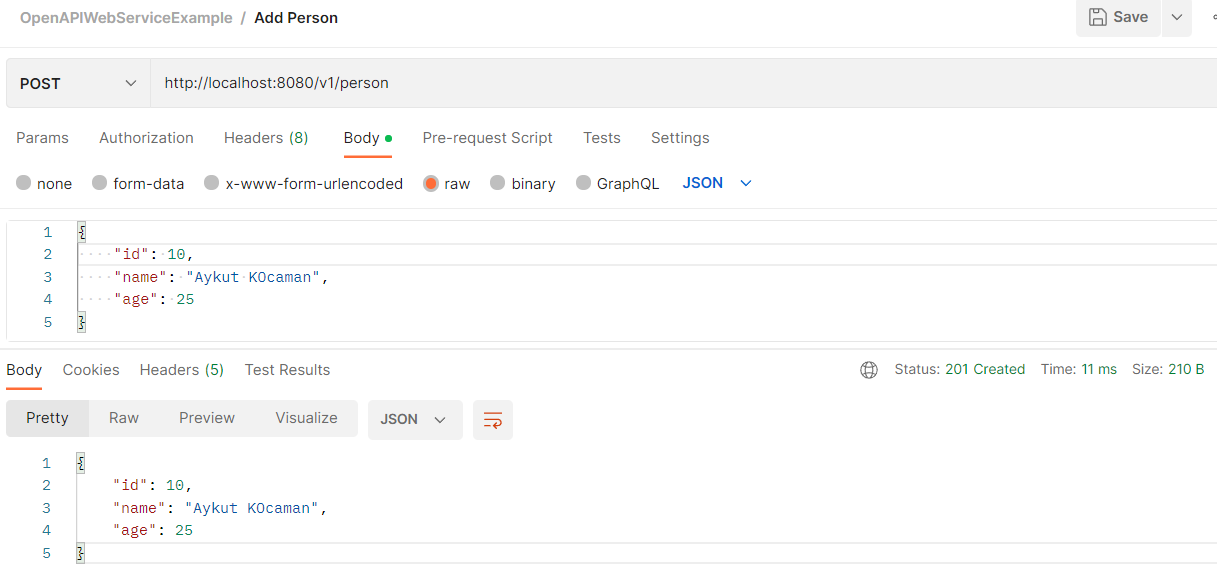 OpenAPIWebServiceExample / Add Person Save
POST http://localhost:8080/v1/person
Params Authorization Headers (8) Body Pre-request Script Tests Settings
none form-data x-www-form-urlencoded raw binary GraphQL JSON
1 {
2 "id": 10,
3 "name": "Aykut KOcaman",
4 "age": 25
5 }
Body Cookies Headers (5) Test Results Status: 201 Created Time: 11 ms Size: 210 B
Pretty Raw Preview Visualize JSON
1 {
2 "id": 10,
3 "name": "Aykut KOcaman",
4 "age": 25
5 }